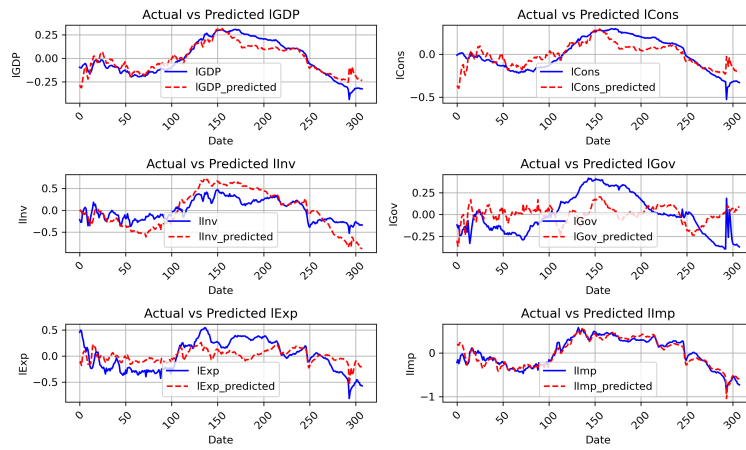 Actual vs Predicted lGDP
lGDP
0.25
0.00
−0.25
lGDP
lGDP_predicted
0
50
100
150
200
250
300
Date
Actual vs Predicted lCons
lCons
0.0
−0.5
lCons
lCons_predicted
0
50
100
150
200
250
300
Date
Actual vs Predicted lInv
lInv
0.5
0.0
−0.5
lInv
lInv_predicted
0
50
100
150
200
250
300
Date
Actual vs Predicted lGov
lGov
0.25
0.00
−0.25
lGov
lGov_predicted
0
50
100
150
200
250
300
Date
Actual vs Predicted lExp
lExp
0.5
0.0
−0.5
lExp
lExp_predicted
0
50
100
150
200
250
300
Date
Actual vs Predicted lImp
lImp
0
−1
lImp
lImp_predicted
0
50
100
150
200
250
300
Date